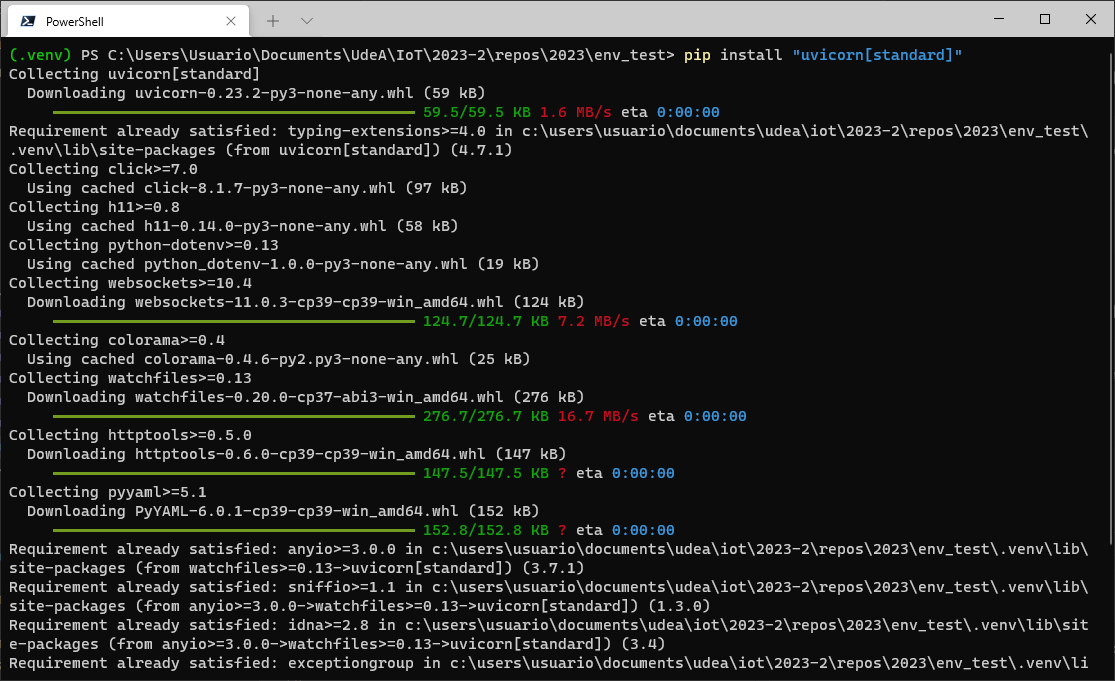 PowerShell
(.venv) PS C:\Users\Usuario\Documents\UdeA\IoT\2023-2\repos\2023\env_test> pip install "uvicorn[standard]"
Collecting uvicorn[standard]
  Downloading uvicorn-0.23.2-py3-none-any.whl (59 kB)
59.5/59.5 KB 1.6 MB/s eta 0:00:00
Requirement already satisfied: typing-extensions>=4.0 in c:\users\usuario\documents\udea\iot\2023-2\repos\2023\env_test\
.venv\lib\site-packages (from uvicorn[standard]) (4.7.1)
Collecting click>=7.0
  Using cached click-8.1.7-py3-none-any.whl (97 kB)
Collecting h11>=0.8
  Using cached h11-0.14.0-py3-none-any.whl (58 kB)
Collecting python-dotenv>=0.13
  Using cached python_dotenv-1.0.0-py3-none-any.whl (19 kB)
Collecting websockets>=10.4
  Downloading websockets-11.0.3-cp39-cp39-win_amd64.whl (124 kB)
124.7/124.7 KB 7.2 MB/s eta 0:00:00
Collecting colorama>=0.4
  Using cached colorama-0.4.6-py2.py3-none-any.whl (25 kB)
Collecting watchfiles>=0.13
  Downloading watchfiles-0.20.0-cp37-abi3-win_amd64.whl (276 kB)
276.7/276.7 KB 16.7 MB/s eta 0:00:00
Collecting httptools>=0.5.0
  Downloading httptools-0.6.0-cp39-cp39-win_amd64.whl (147 kB)
147.5/147.5 KB ? eta 0:00:00
Collecting pyyaml>=5.1
  Downloading PyYAML-6.0.1-cp39-cp39-win_amd64.whl (152 kB)
152.8/152.8 KB ? eta 0:00:00
Requirement already satisfied: anyio>=3.0.0 in c:\users\usuario\documents\udea\iot\2023-2\repos\2023\env_test\.venv\lib\
site-packages (from watchfiles>=0.13->uvicorn[standard]) (3.7.1)
Requirement already satisfied: sniffio>=1.1 in c:\users\usuario\documents\udea\iot\2023-2\repos\2023\env_test\.venv\lib\
site-packages (from anyio>=3.0.0->watchfiles>=0.13->uvicorn[standard]) (1.3.0)
Requirement already satisfied: idna>=2.8 in c:\users\usuario\documents\udea\iot\2023-2\repos\2023\env_test\.venv\lib\sit
e-packages (from anyio>=3.0.0->watchfiles>=0.13->uvicorn[standard]) (3.4)
Requirement already satisfied: exceptiongroup in c:\users\usuario\documents\udea\iot\2023-2\repos\2023\env_test\.venv\li